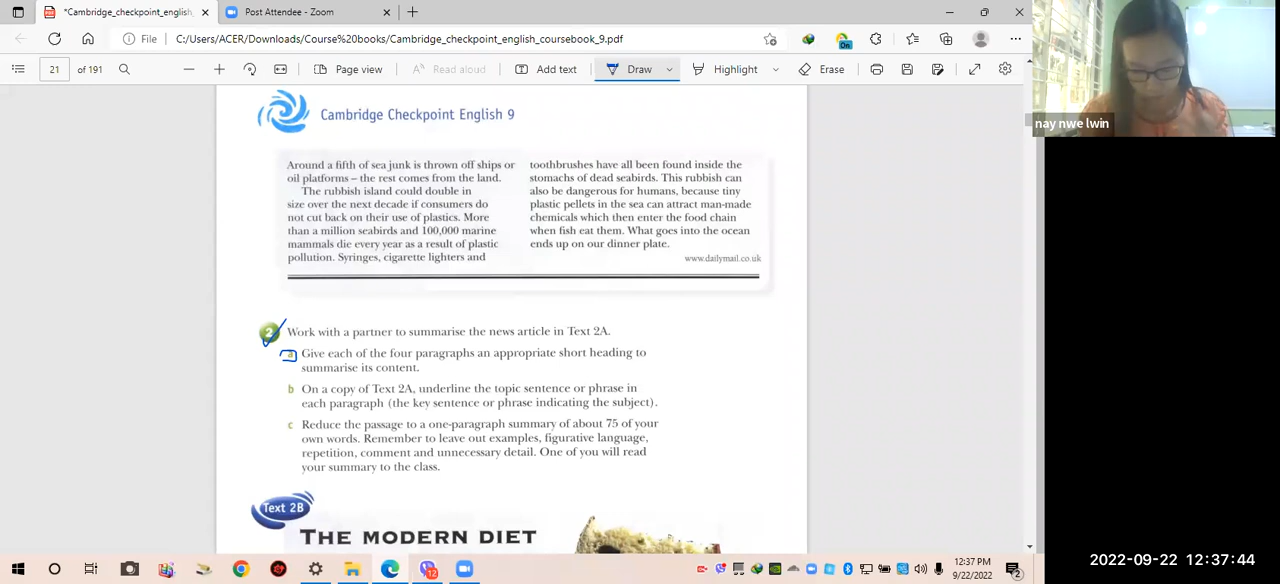 *Cambridge_checkpoint_english
Post Attendee - Zoom
File
C:/Users/ACER/Downloads/Course%20books/Cambridge_checkpoint_english_coursebook_9.pdf
On
21 of 191
Page view
Read aloud
Add text
Draw
Highlight
Erase
nay nwe lwin
Cambridge Checkpoint English 9
Around a fifth of sea junk is thrown off ships or
oil platforms – the rest comes from the land.
The rubbish island could double in
size over the next decade if consumers do
not cut back on their use of plastics. More
than a million seabirds and 100,000 marine
mammals die every year as a result of plastic
pollution. Syringes, cigarette lighters and
toothbrushes have all been found inside the
stomachs of dead seabirds. This rubbish can
also be dangerous for humans, because tiny
plastic pellets in the sea can attract man-made
chemicals which then enter the food chain
when fish eat them. What goes into the ocean
ends up on our dinner plate.
www.dailymail.co.uk
2 Work with a partner to summarise the news article in Text 2A.
a Give each of the four paragraphs an appropriate short heading to
summarise its content.
b On a copy of Text 2A, underline the topic sentence or phrase in
each paragraph (the key sentence or phrase indicating the subject).
c Reduce the passage to a one-paragraph summary of about 75 of your
own words. Remember to leave out examples, figurative language,
repetition, comment and unnecessary detail. One of you will read
your summary to the class.
Text 2B
THE MODERN DIET
12
12:37 PM
9/22/2022
2
2022-09-22 12:37:44